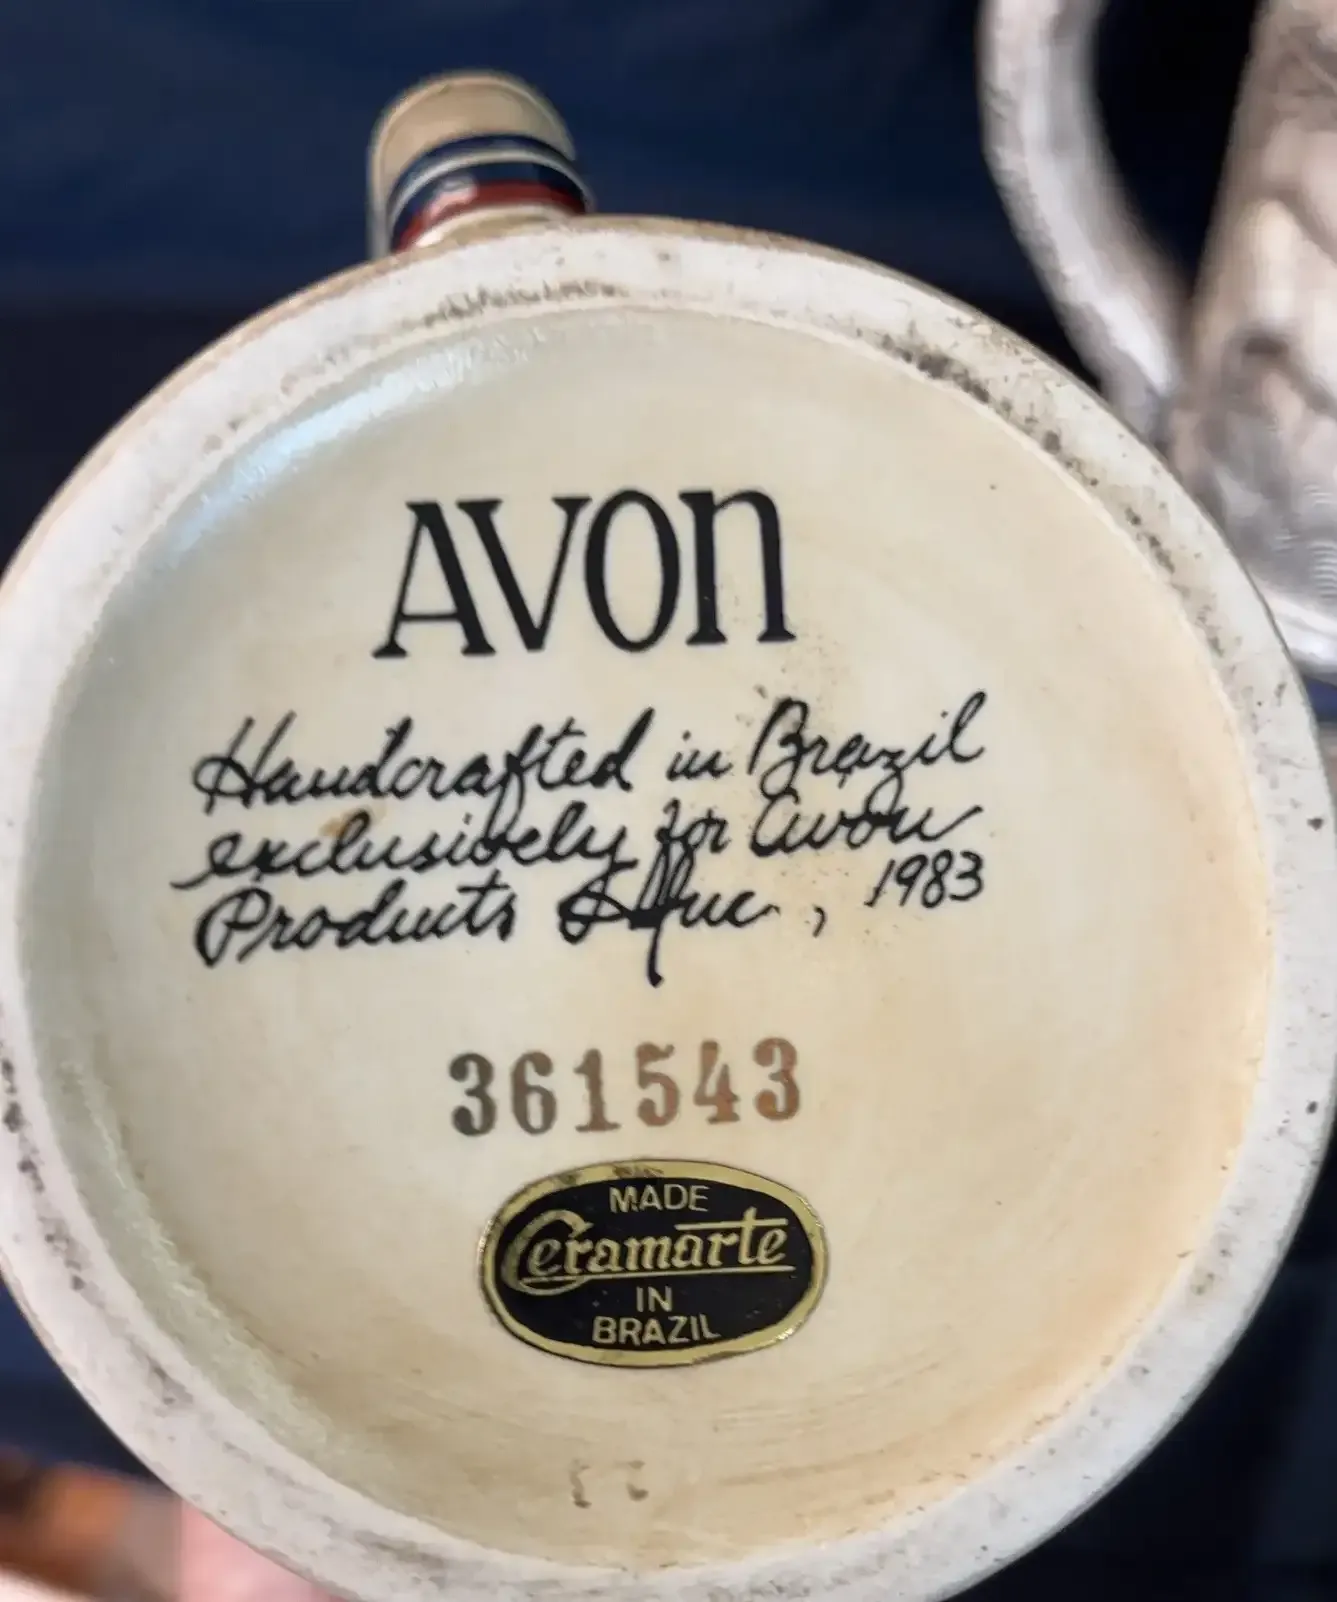 AVON
Handcrafted in Brazil
exclusively for Avon
Products Inc., 1983
361543
MADE
Ceramarte
IN
BRAZIL